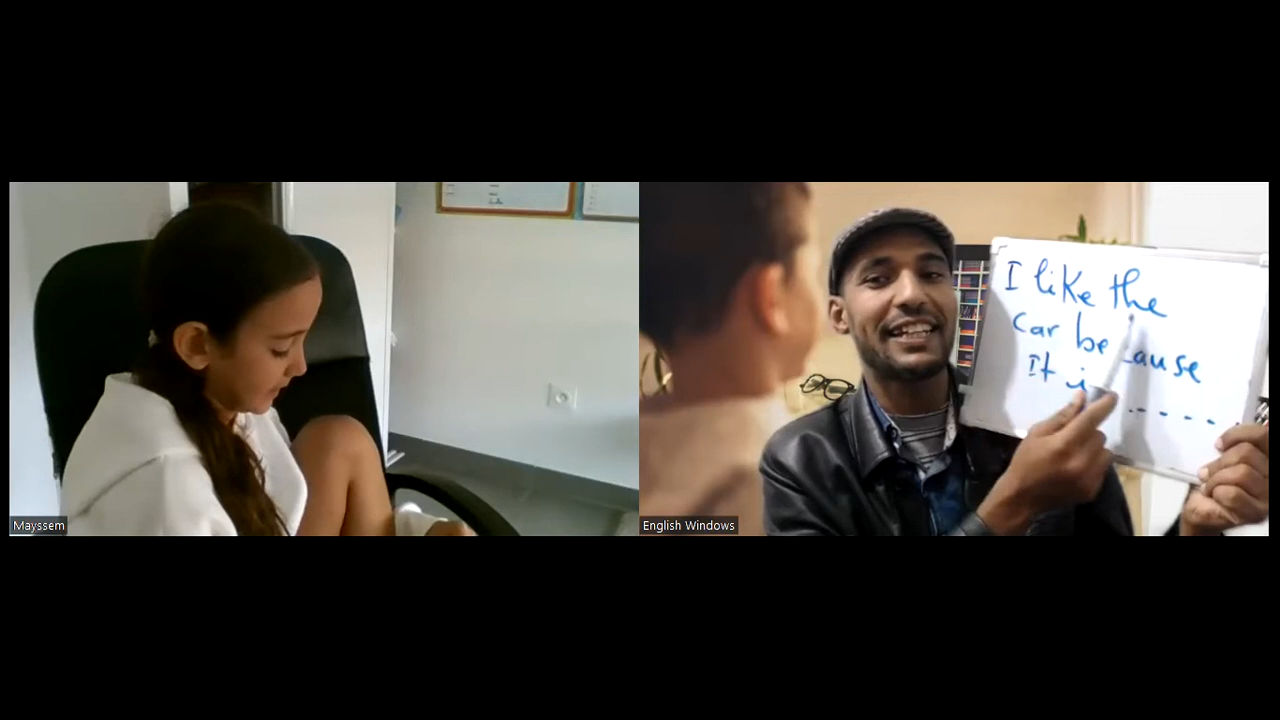 I like the
car because
It is .....
Mayssem
English Windows